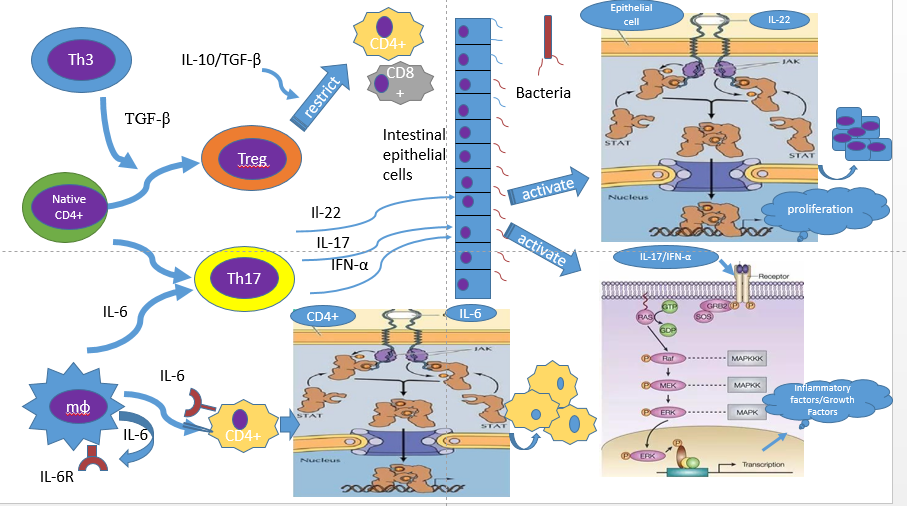 Th3
IL-10/TGF-β
TGF-β
restrict
CD4+
CD8
+
Treg
Native
CD4+
Intestinal
epithelial
cells
Bacteria
Il-22
IL-17
IFN-α
Th17
IL-6
activate
activate
Epithelial
cell
IL-22
JAK
STAT
STAT
Nucleus
proliferation
mϕ
IL-6
IL-6
IL-6R
CD4+
CD4+
IL-6
JAK
STAT
STAT
Nucleus
IL-17/IFN-α
Receptor
GTP
RAS
GDP
GRB2
SOS
P
P
P
Raf
MAPKKK
P
MEK
MAPKK
P
ERK
MAPK
P
ERK
P
Transcription
Inflammatory
factors/Growth
Factors